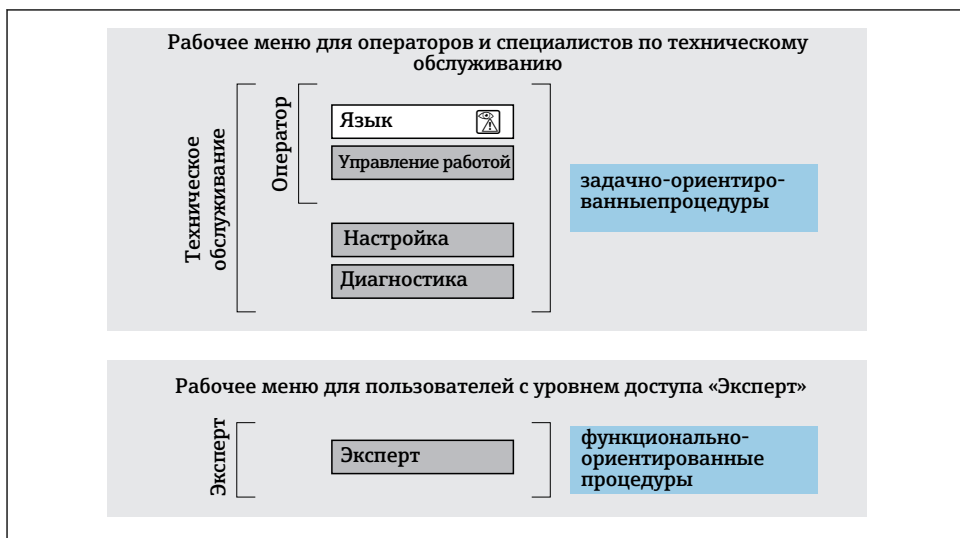 Рабочее меню для операторов и специалистов по техническому
обслуживанию
Техническое
обслуживание
Оператор
Язык
Управление работой
Настройка
Диагностика
задачно-ориентиро-
ванныепроцедуры
Рабочее меню для пользователей с уровнем доступа «Эксперт»
Эксперт
Эксперт
функционально-
ориентированные
процедуры